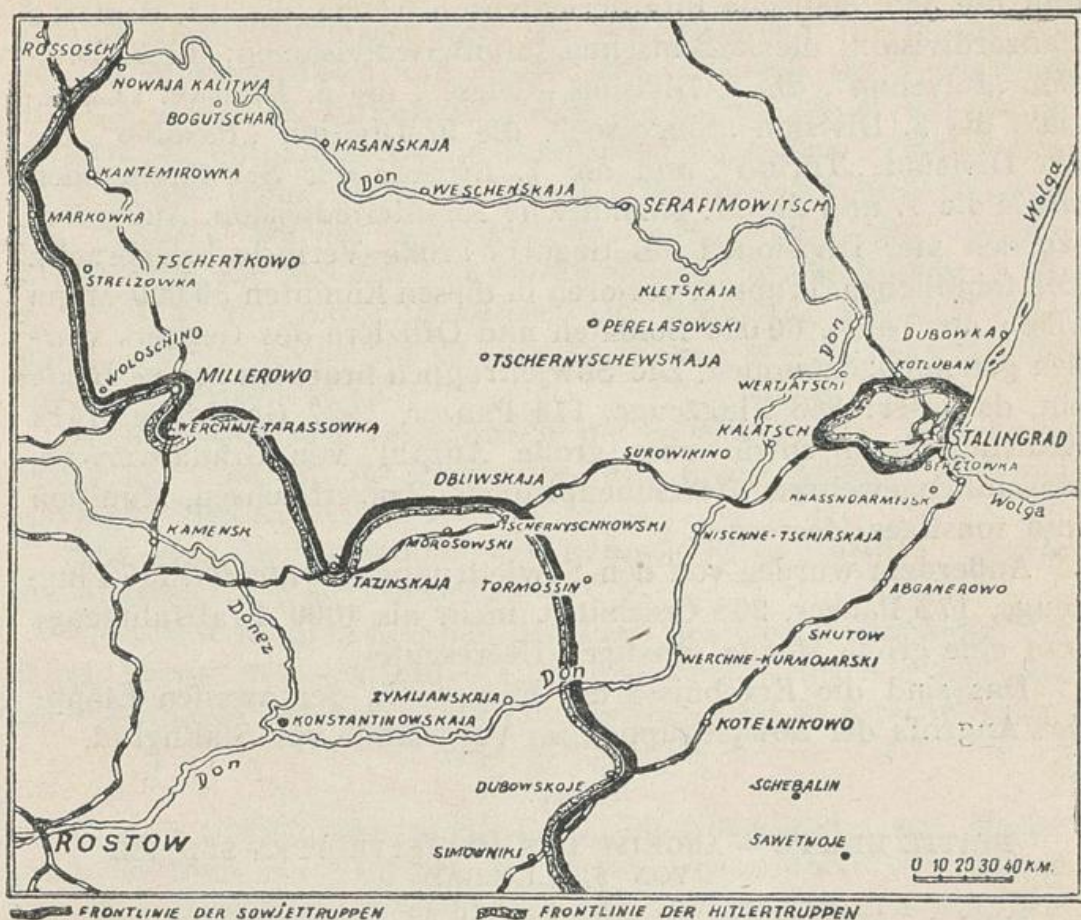 ROSSOSCH
NOWAJA KALITWA
BOGUTSCHAR
KASANSKAJA
KANTEMIROWKA
Don
WESCHENSKAJA
SERAFIMOWITSCH
Wolga
MARKOWKA
TSCHERTKOWO
STRELZOWKA
KLETSKAJA
PERELASOWSKI
Don
DUBOWKA
TSCHERNYSCHEWSKAJA
KOTLUBAN
WOLOSCHINO
MILLEROWO
WERTJATSCHI
WERCHNJE-TARASSOWKA
KALATSCH
STALINGRAD
SUROWIKINO
BEKETOWKA
OBLIWSKAJA
KRASSNOARMEJSK
Wolga
TSCHERNYSCHKOWSKI
NISCHNE-TSCHIRSKAJA
KAMENSK
MOROSOWSKI
TAZINSKAJA
TORMOSSIN
ABGANEROWO
Donez
SHUTOW
WERCHNE-KURMOJARSKI
Don
ZYMLJANSKAJA
KONSTANTINOWSKAJA
KOTELNIKOWO
Don
DUBOWSKOJE
SCHEBALIN
ROSTOW
SIMOWNIKI
SAWETNOJE
0 10 20 30 40 K.M.
FRONTLINIE DER SOWJETTRUPPEN
FRONTLINIE DER HITLERTRUPPEN